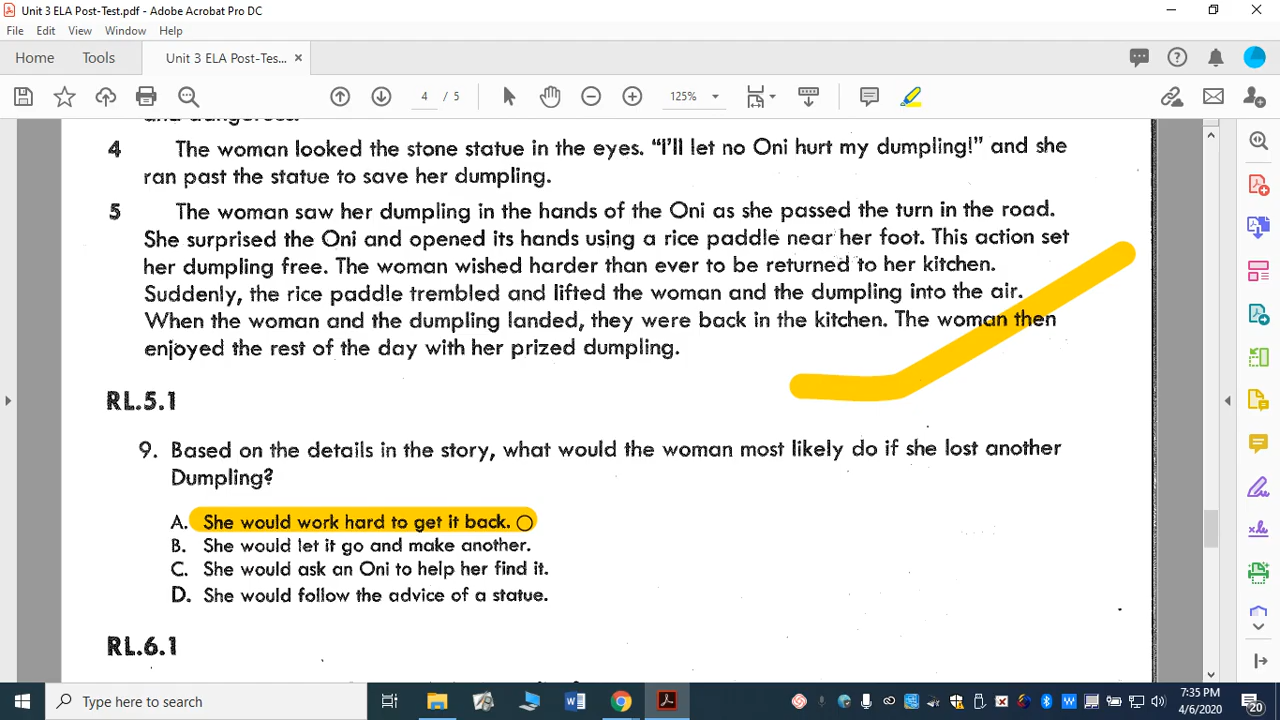 Unit 3 ELA Post-Test.pdf - Adobe Acrobat Pro DC
File Edit View Window Help
Home Tools Unit 3 ELA Post-Tes... ×
4 / 5 125%
and dangerous.
4 The woman looked the stone statue in the eyes. “I’ll let no Oni hurt my dumpling!” and she
ran past the statue to save her dumpling.
5 The woman saw her dumpling in the hands of the Oni as she passed the turn in the road.
She surprised the Oni and opened its hands using a rice paddle near her foot. This action set
her dumpling free. The woman wished harder than ever to be returned to her kitchen.
Suddenly, the rice paddle trembled and lifted the woman and the dumpling into the air.
When the woman and the dumpling landed, they were back in the kitchen. The woman then
enjoyed the rest of the day with her prized dumpling.
RL.5.1
9. Based on the details in the story, what would the woman most likely do if she lost another
Dumpling?
A. She would work hard to get it back.
B. She would let it go and make another.
C. She would ask an Oni to help her find it.
D. She would follow the advice of a statue.
RL.6.1
Type here to search
7:35 PM
4/6/2020
20